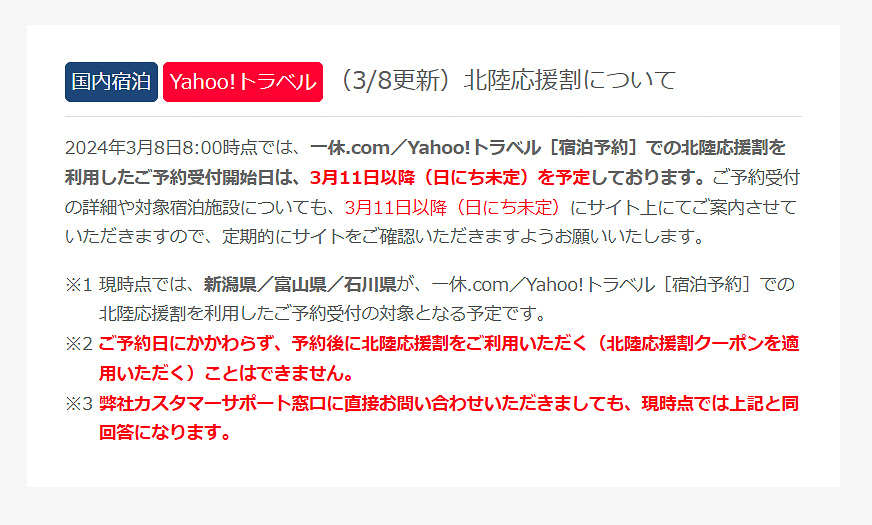 国内宿泊 Yahoo!トラベル （3/8更新）北陸応援割について
2024年3月8日8:00時点では、一休.com／Yahoo!トラベル［宿泊予約］での北陸応援割を
利用したご予約受付開始日は、3月11日以降（日にち未定）を予定しております。ご予約受付
の詳細や対象宿泊施設についても、3月11日以降（日にち未定）にサイト上にてご案内させて
いただきますので、定期的にサイトをご確認いただきますようお願いいたします。
※1 現時点では、新潟県／富山県／石川県が、一休.com／Yahoo!トラベル［宿泊予約］での
北陸応援割を利用したご予約受付の対象となる予定です。
※2 ご予約日にかかわらず、予約後に北陸応援割をご利用いただく（北陸応援割クーポンを適
用いただく）ことはできません。
※3 弊社カスタマーサポート窓口に直接お問い合わせいただきましても、現時点では上記と同
回答になります。